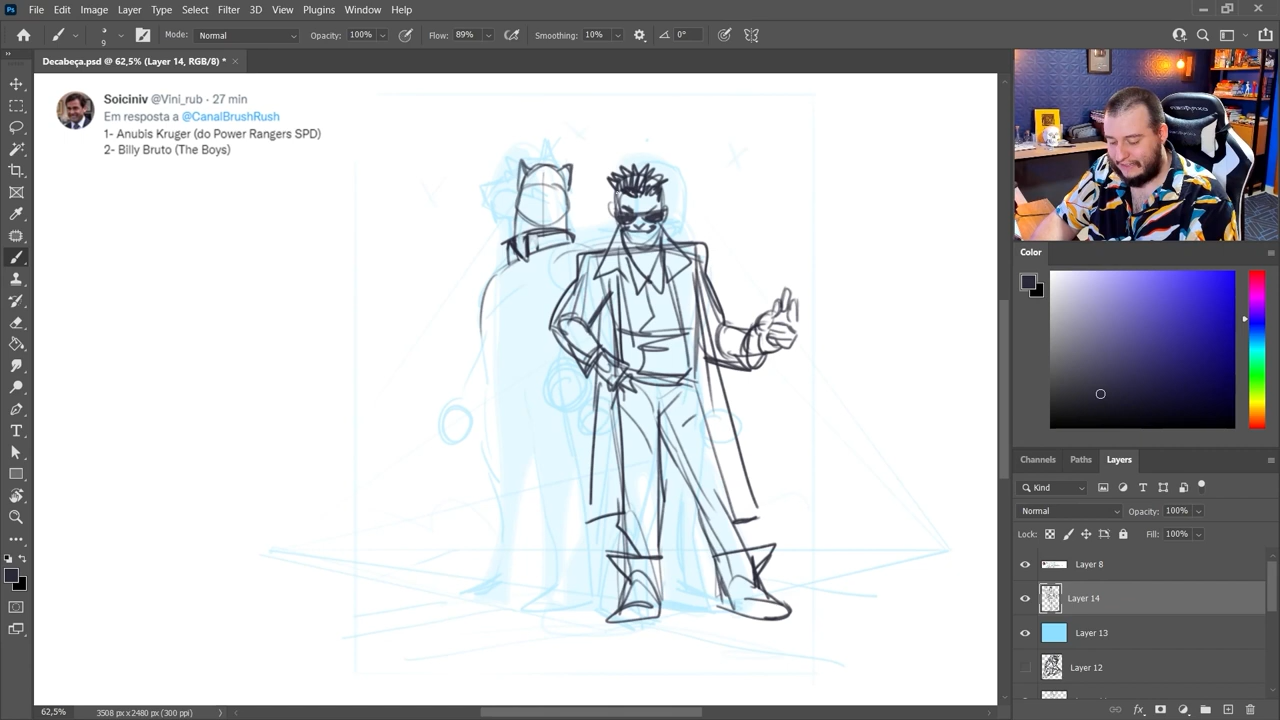 Ps File Edit Image Layer Type Select Filter 3D View Plugins Window Help
9 Mode: Normal Opacity: 100% Flow: 89% Smoothing: 10% 0°
Decabeça.psd @ 62,5% (Layer 14, RGB/8) *
Soiciniv @Vini_rub · 27 min
Em resposta a @CanalBrushRush
1- Anubis Kruger (do Power Rangers SPD)
2- Billy Bruto (The Boys)
Color
Channels Paths Layers
Kind
Normal Opacity: 100%
Lock: Fill: 100%
Layer 8
Layer 14
Layer 13
Layer 12
62,5% 3508 px x 2480 px (300 ppi)